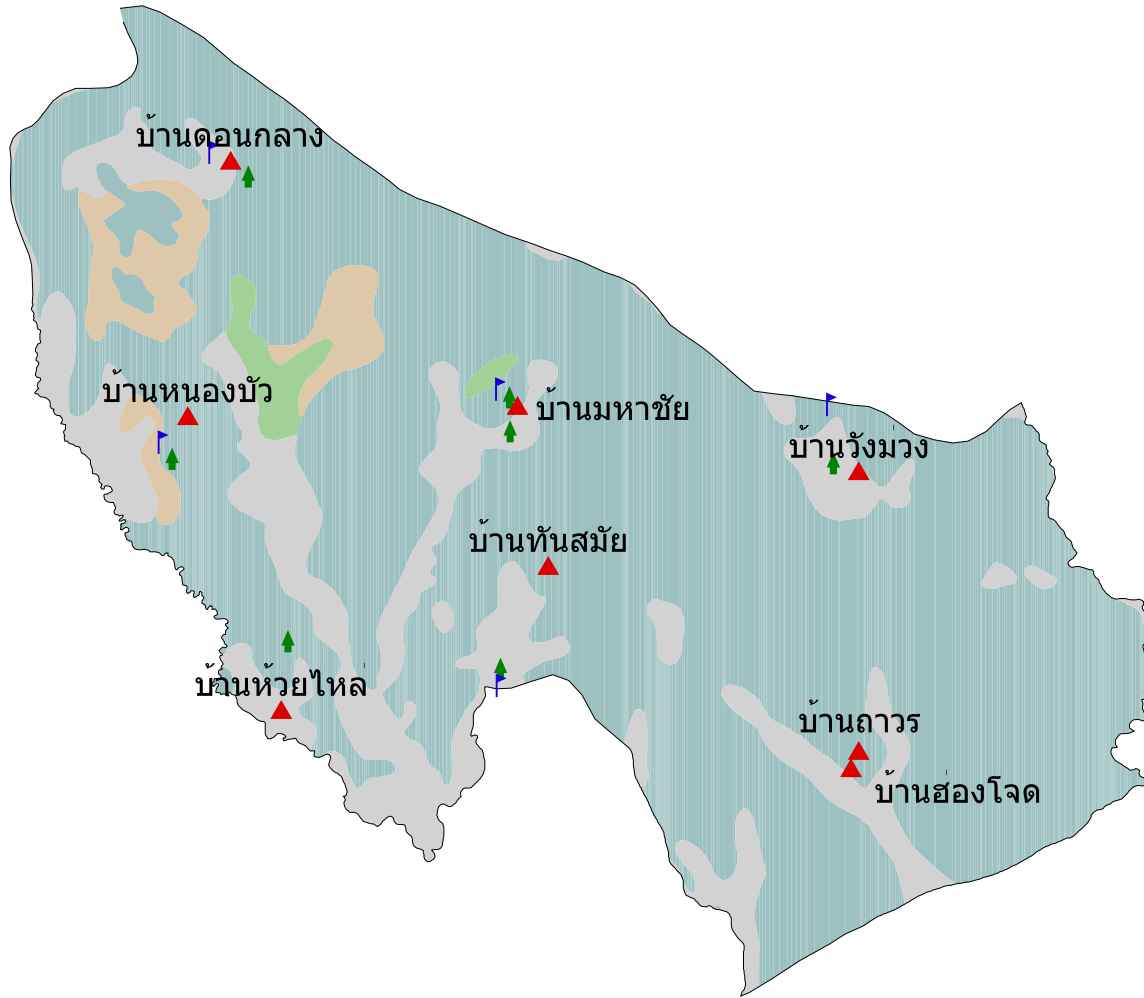 บ้านดอนกลาง
บ้านหนองบัว
บ้านมหาชัย
บ้านวังมวง
บ้านทันสมัย
บ้านห้วยไหล่
บ้านถาวร
บ้านฮ่องโจด